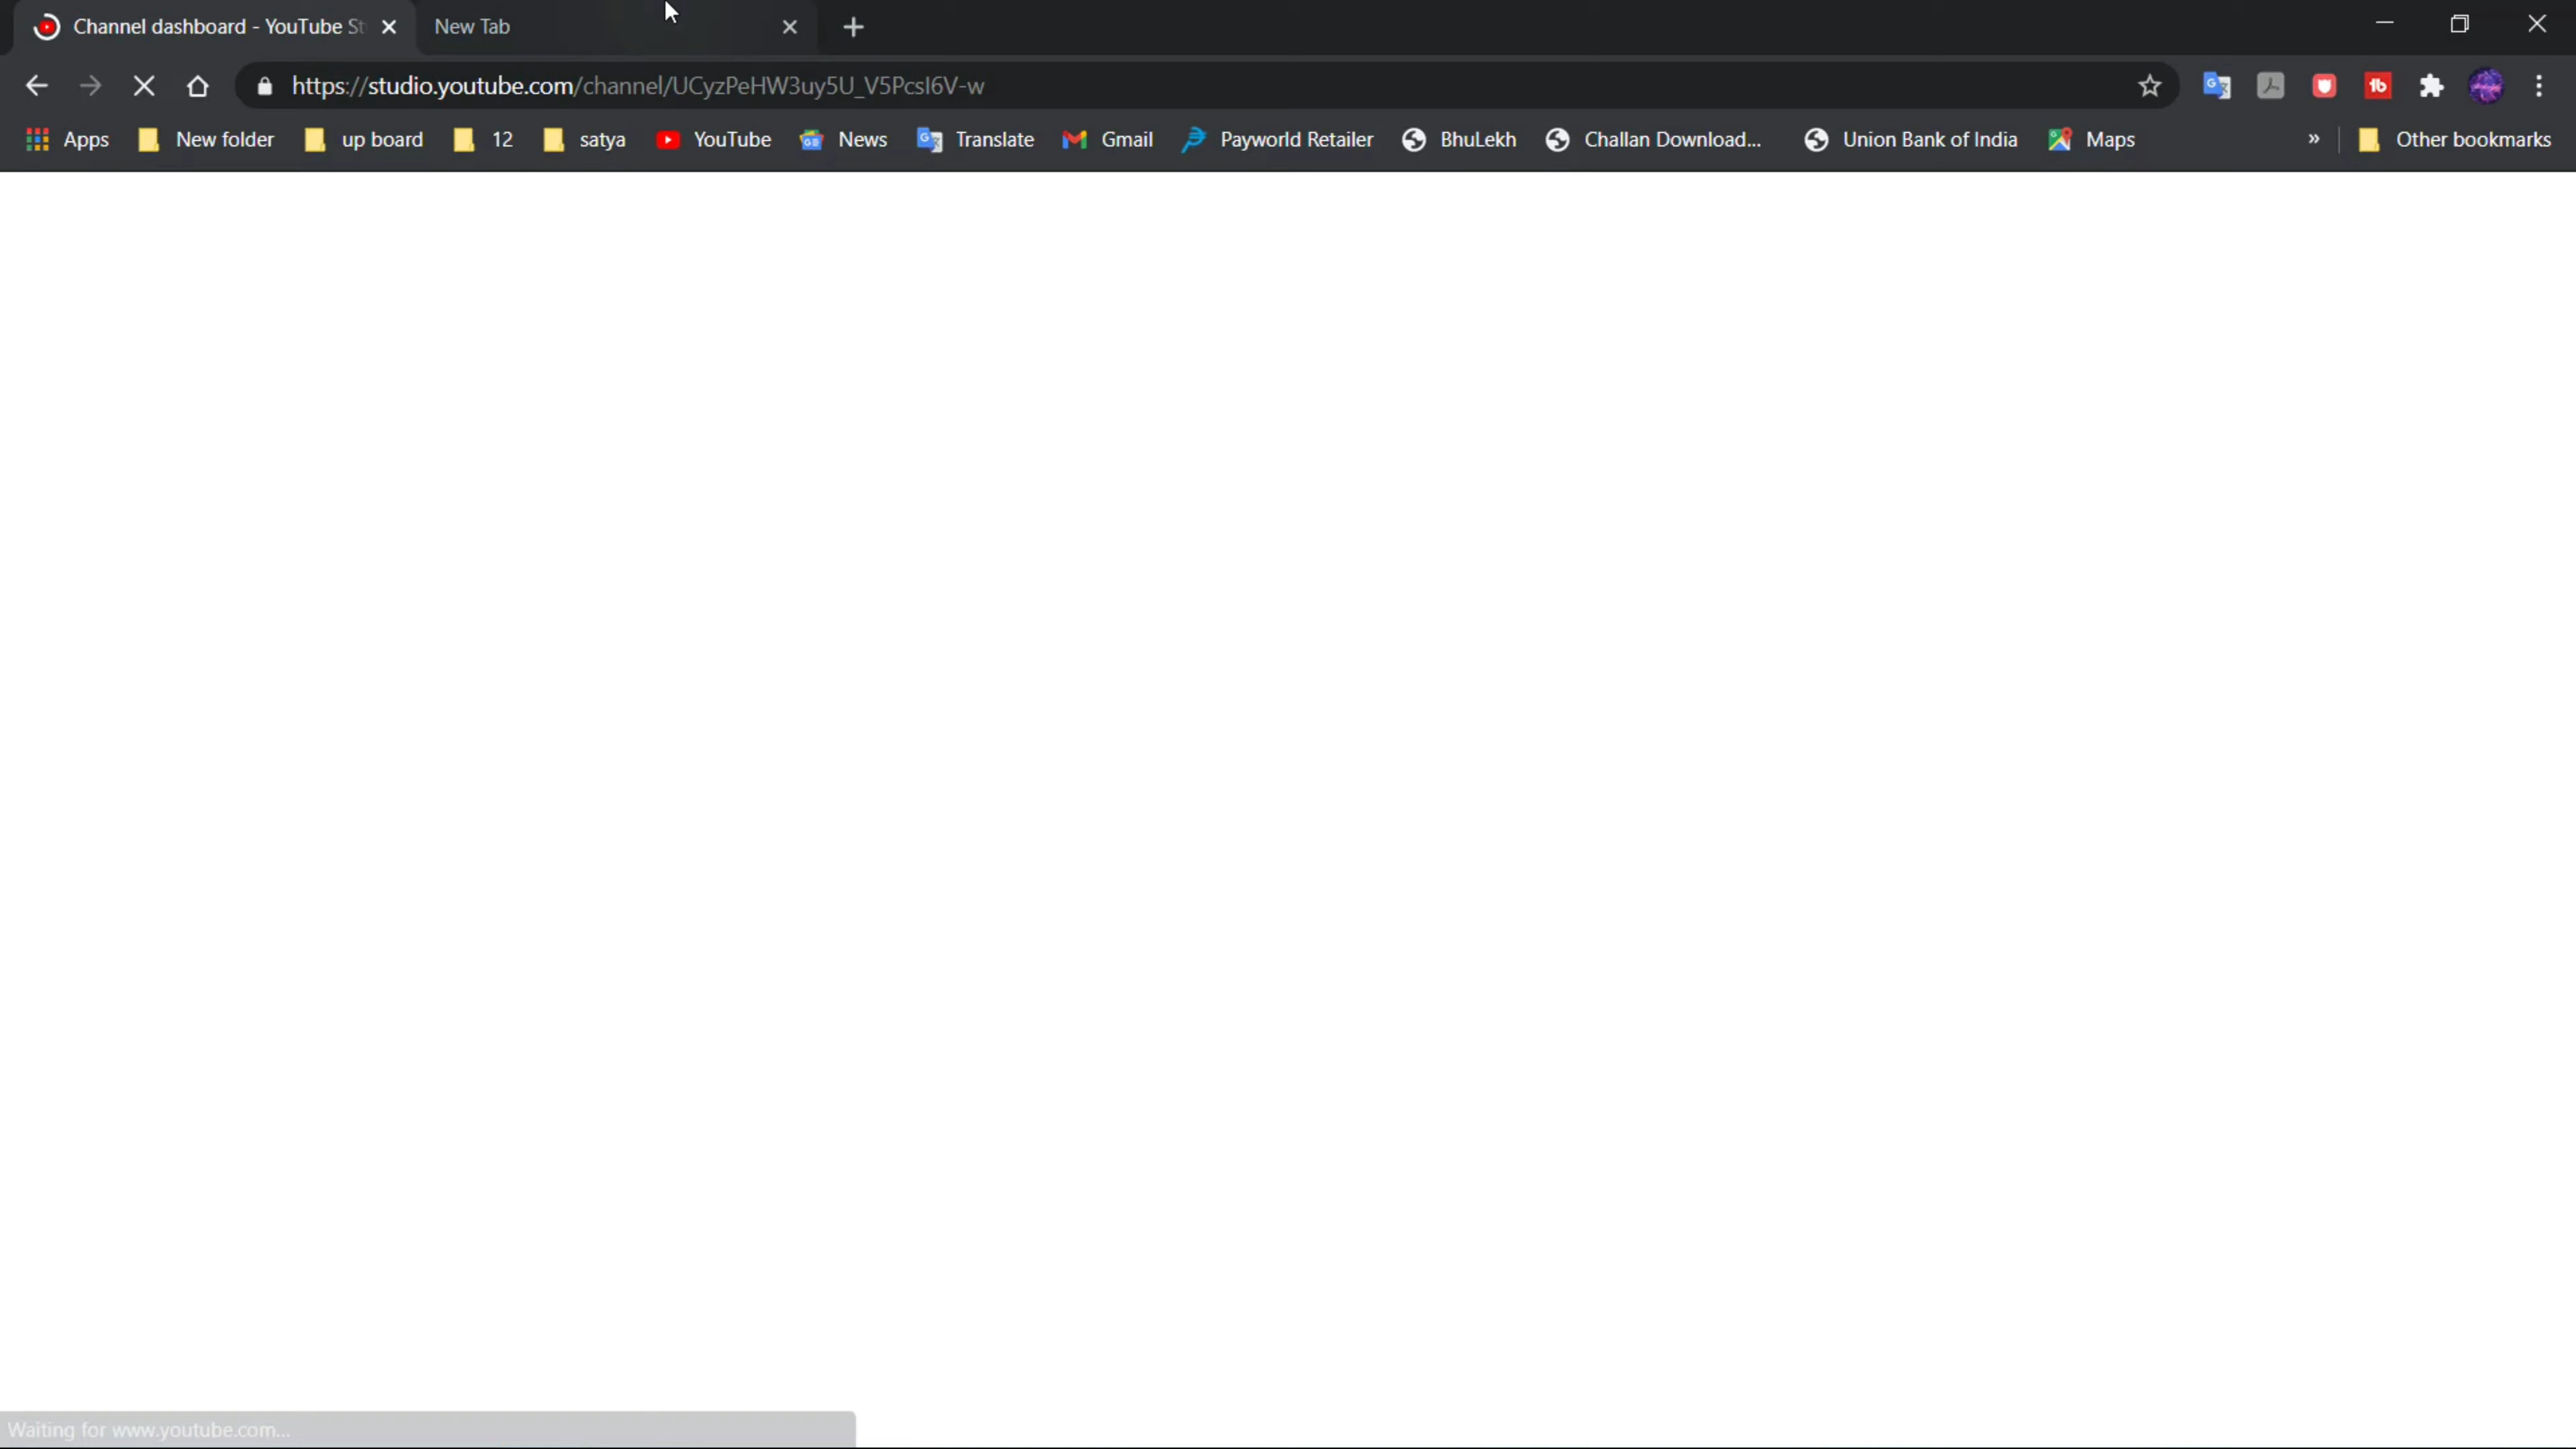 Channel dashboard - YouTube St
New Tab
https://studio.youtube.com/channel/UCyzPeHW3uy5U_V5PcsI6V-w
Apps New folder up board 12 satya YouTube News Translate Gmail Payworld Retailer BhuLekh Challan Download... Union Bank of India Maps » Other bookmarks
Waiting for www.youtube.com...